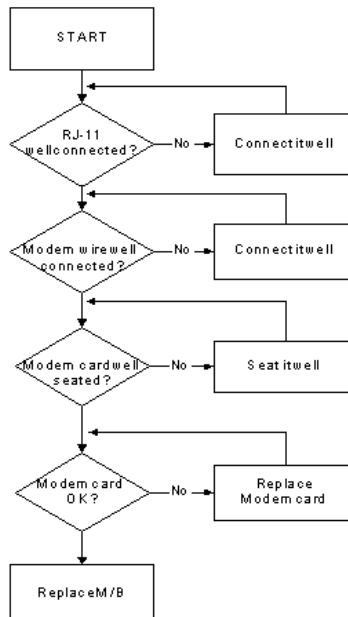 START
RJ-11
wellconnected?
No
Connectitwell
Modem wirewell
connected?
No
Connectitwell
Modem cardwell
seated?
No
Seatitwell
Modem card
OK?
No
Replace
Modem card
ReplaceM/B